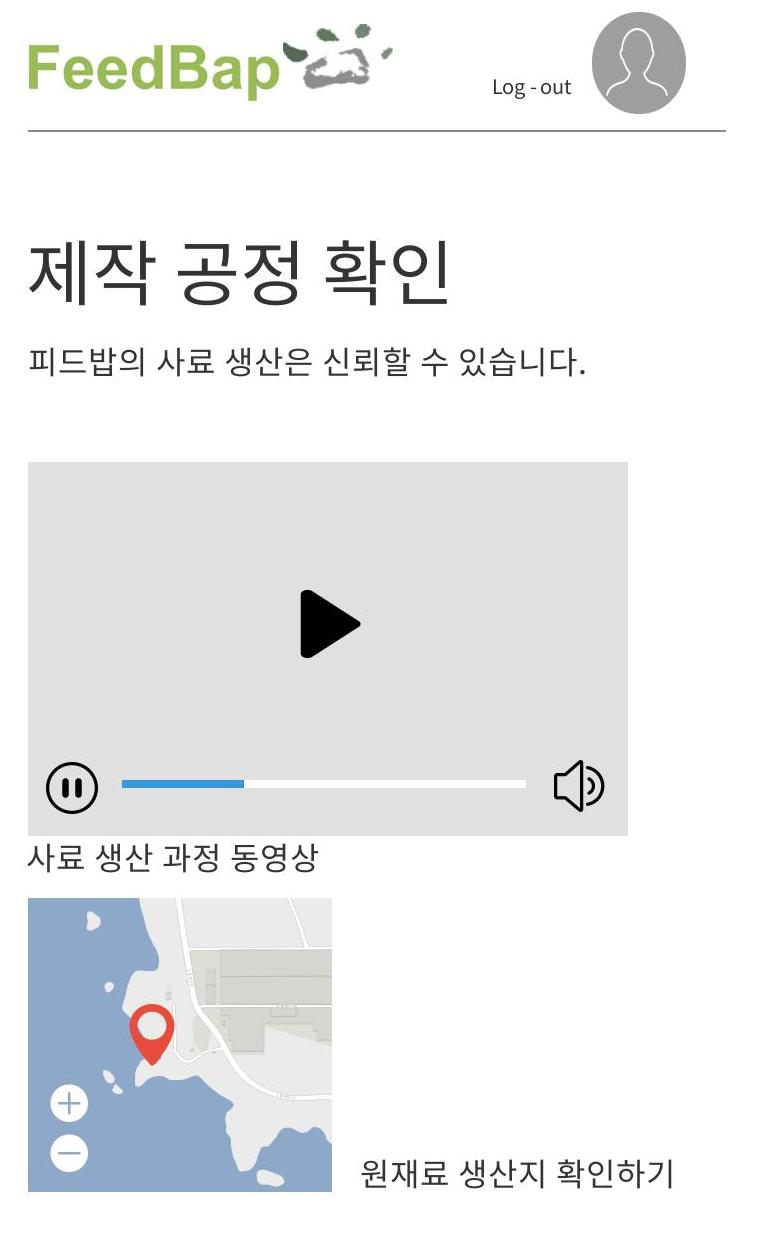 FeedBap
Log - out
제작 공정 확인
피드밥의 사료 생산은 신뢰할 수 있습니다.
사료 생산 과정 동영상
원재료 생산지 확인하기